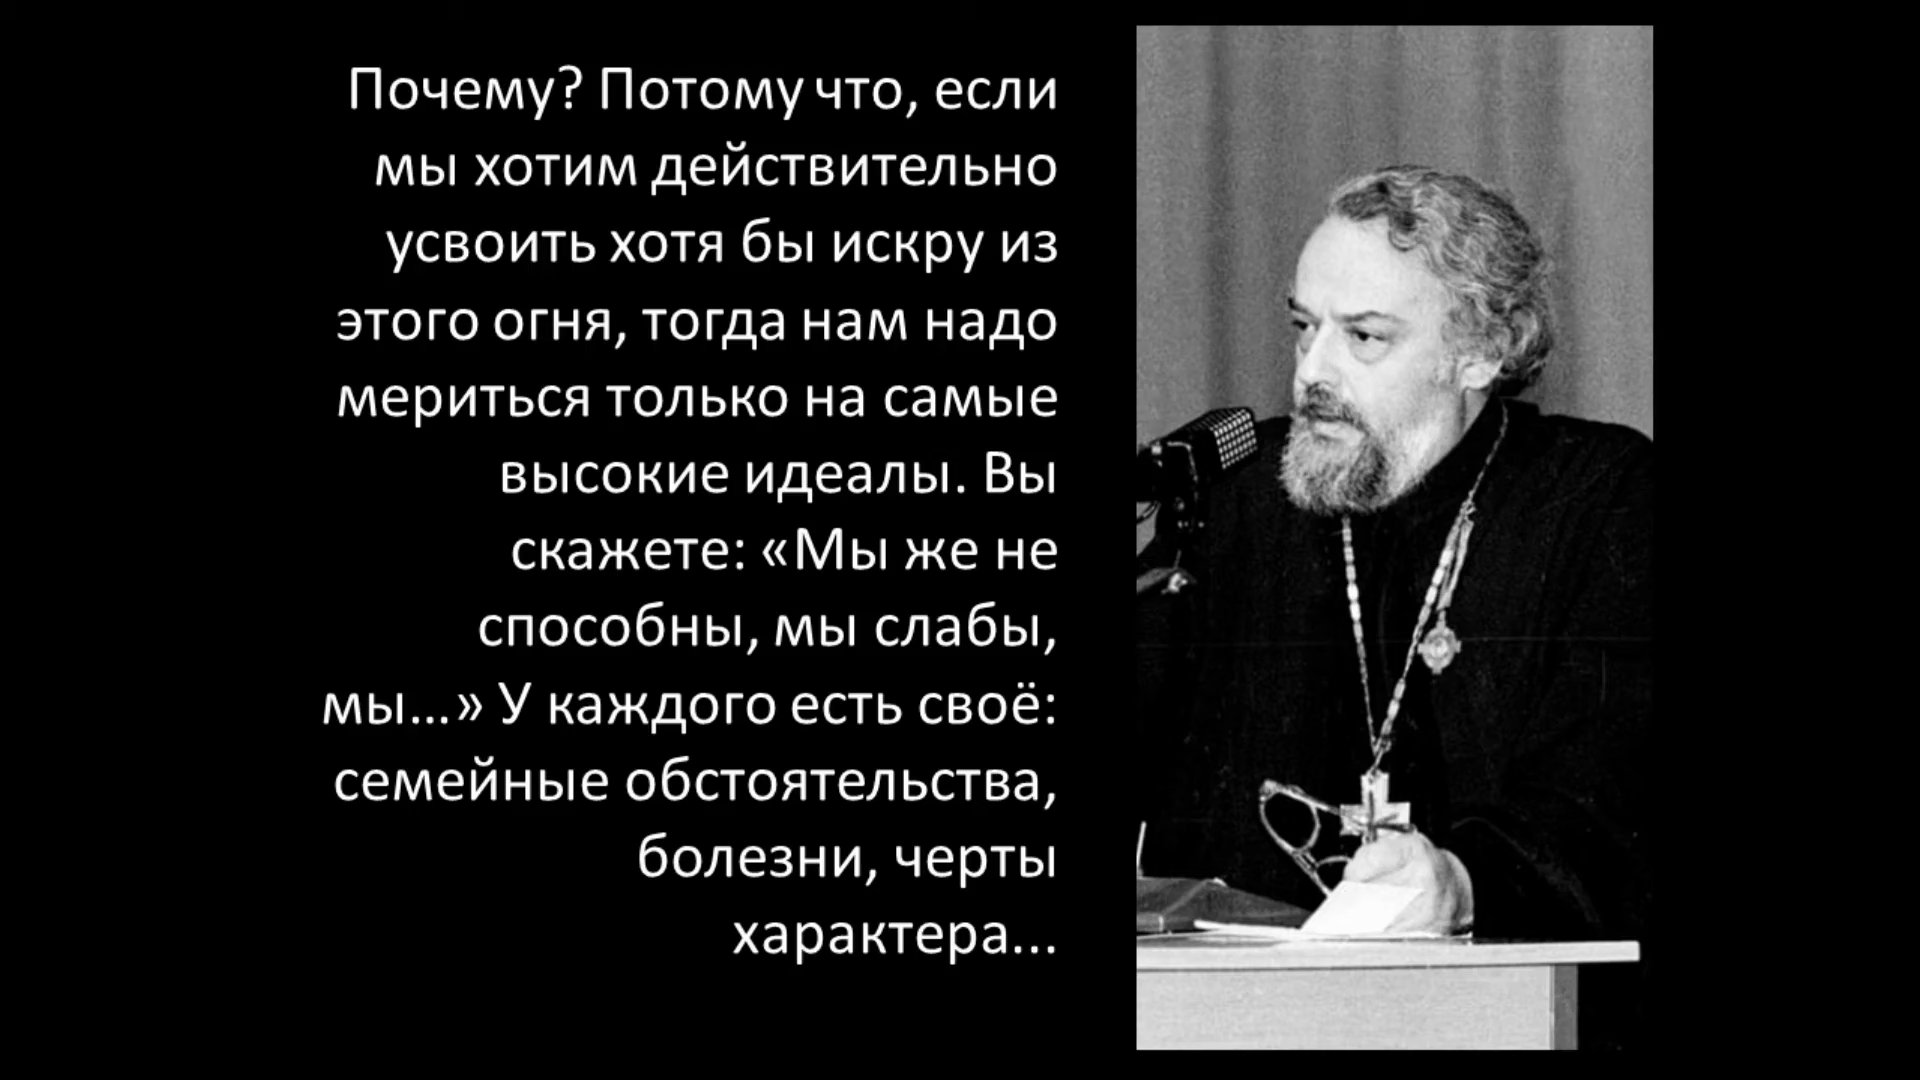 Почему? Потому что, если
мы хотим действительно
усвоить хотя бы искру из
этого огня, тогда нам надо
мериться только на самые
высокие идеалы. Вы
скажете: «Мы же не
способны, мы слабы,
мы...» У каждого есть своё:
семейные обстоятельства,
болезни, черты
характера...